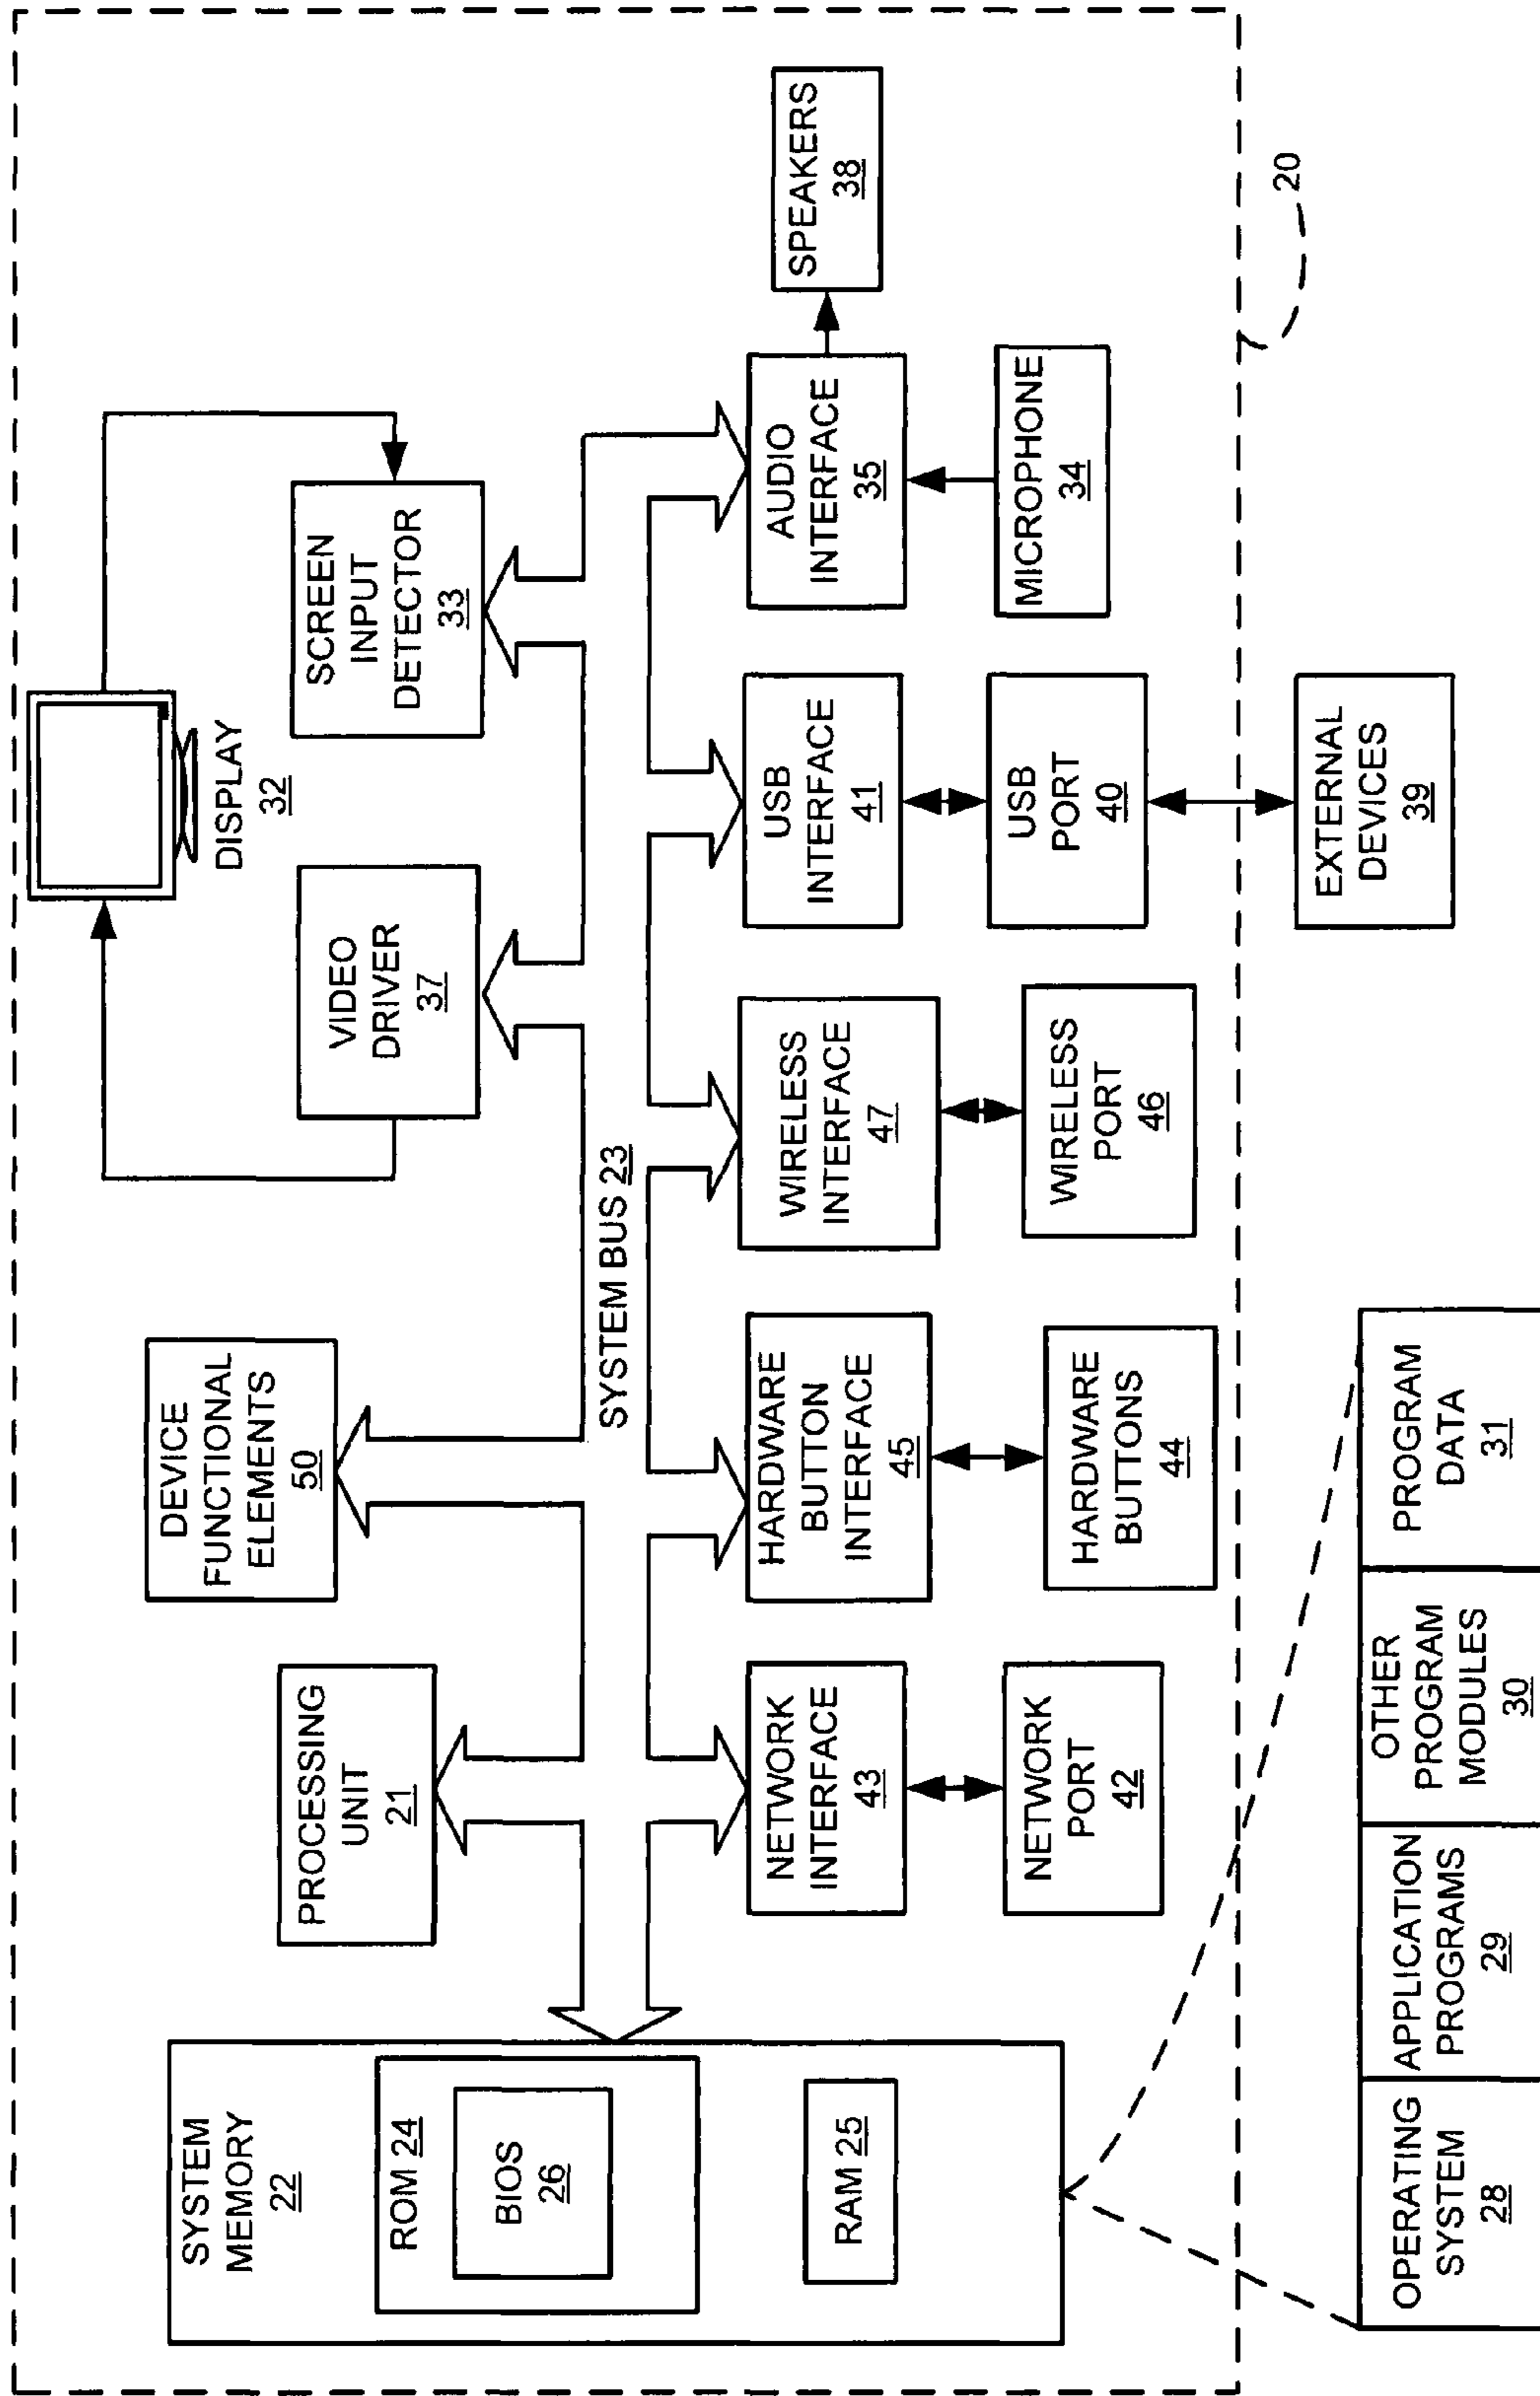 SYSTEM
MEMORY
22
ROM 24
BIOS
26
RAM 25
PROCESSING
UNIT
21
DEVICE
FUNCTIONAL
ELEMENTS
50
VIDEO
DRIVER
37
DISPLAY
32
SCREEN
INPUT
DETECTOR
33
SYSTEM BUS 23
NETWORK
INTERFACE
43
HARDWARE
BUTTON
INTERFACE
45
WIRELESS
INTERFACE
47
USB
INTERFACE
41
AUDIO
INTERFACE
35
SPEAKERS
38
NETWORK
PORT
42
HARDWARE
BUTTONS
44
WIRELESS
PORT
46
USB
PORT
40
MICROPHONE
34
20
EXTERNAL
DEVICES
39
OPERATING
SYSTEM
28
APPLICATION
PROGRAMS
29
OTHER
PROGRAM
MODULES
30
PROGRAM
DATA
31